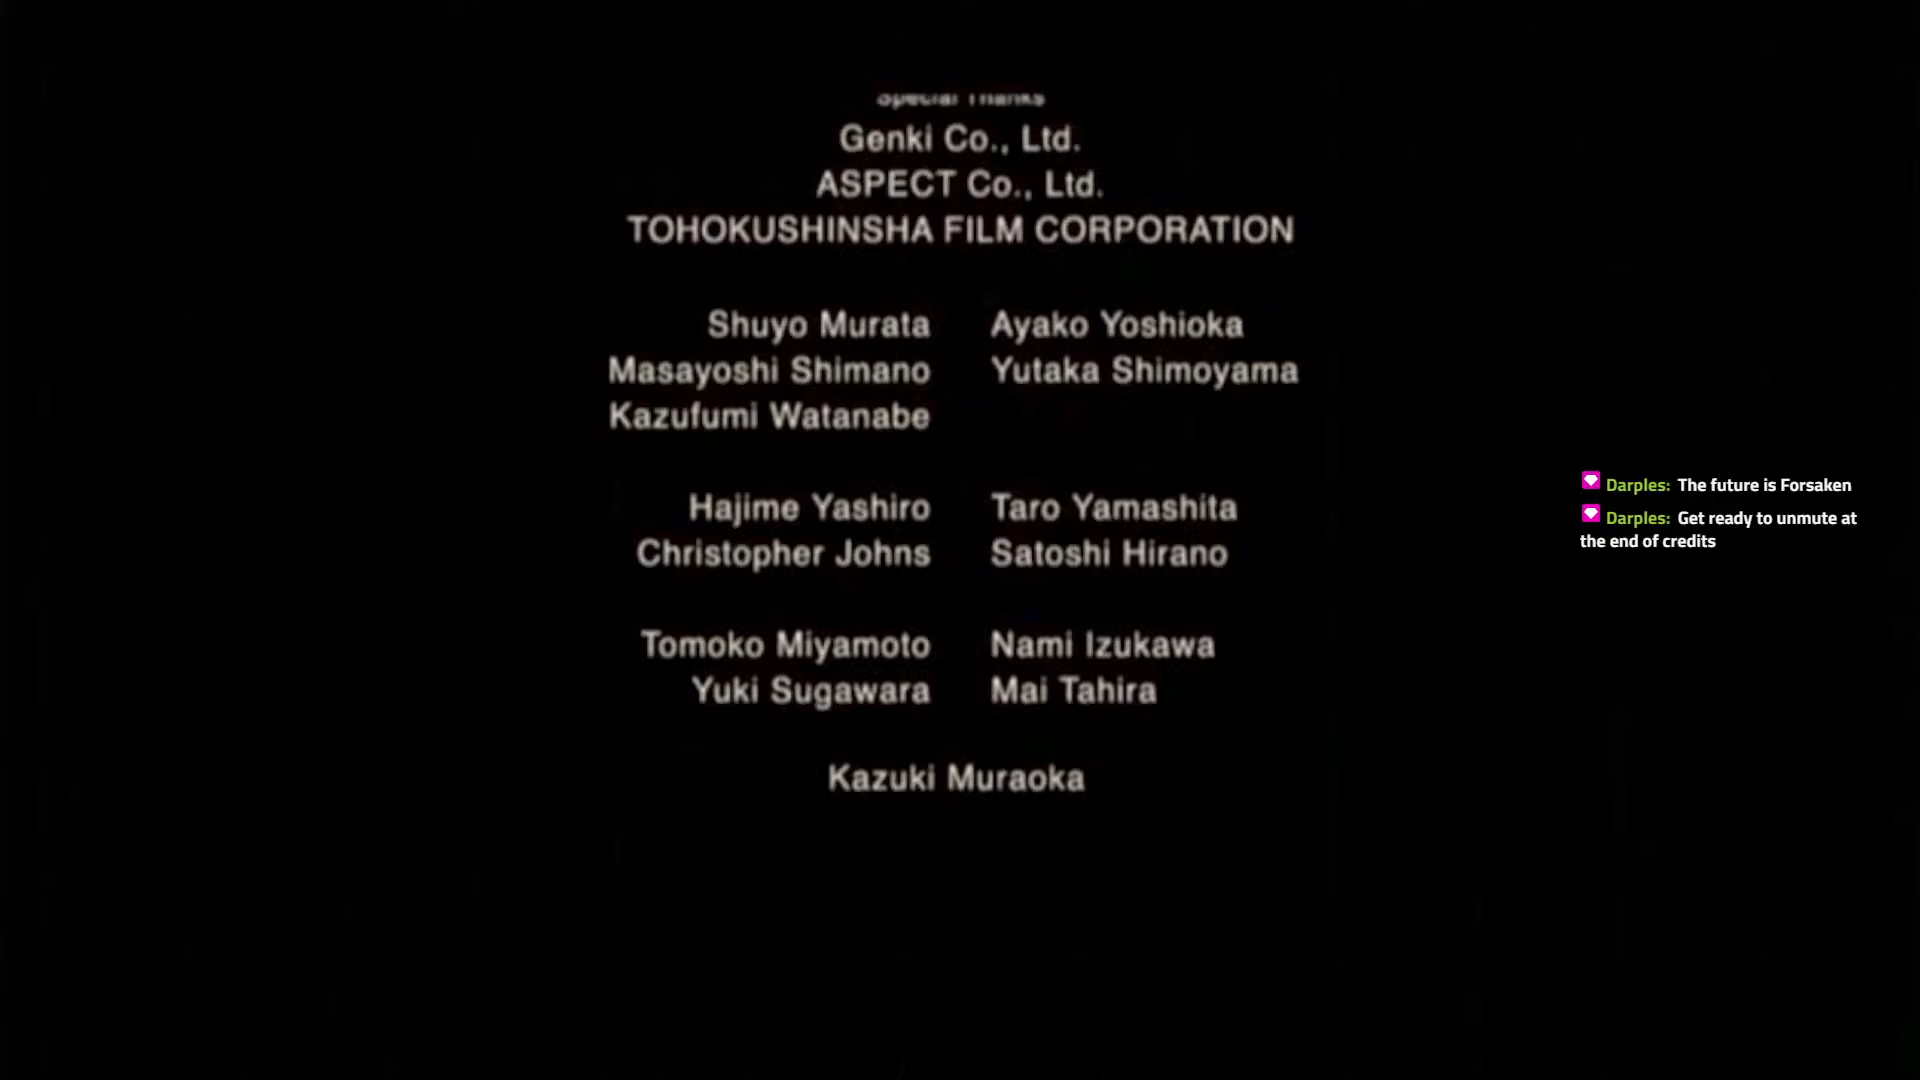 Special Thanks
Genki Co., Ltd.
ASPECT Co., Ltd.
TOHOKUSHINSHA FILM CORPORATION
Shuyo Murata Ayako Yoshioka
Masayoshi Shimano Yutaka Shimoyama
Kazufumi Watanabe
Hajime Yashiro Taro Yamashita
Christopher Johns Satoshi Hirano
Tomoko Miyamoto Nami Izukawa
Yuki Sugawara Mai Tahira
Kazuki Muraoka
Darples: The future is Forsaken
Darples: Get ready to unmute at
the end of credits